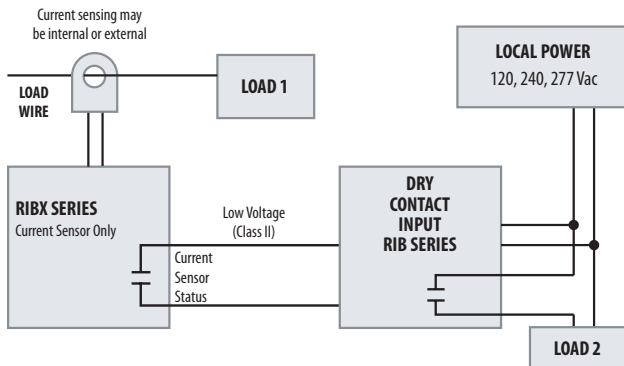 Current sensing may
be internal or external
LOAD
WIRE
LOAD 1
LOCAL POWER
120, 240, 277 Vac
RIBX SERIES
Current Sensor Only
Low Voltage
(Class II)
Current
Sensor
Status
DRY
CONTACT
INPUT
RIB SERIES
LOAD 2